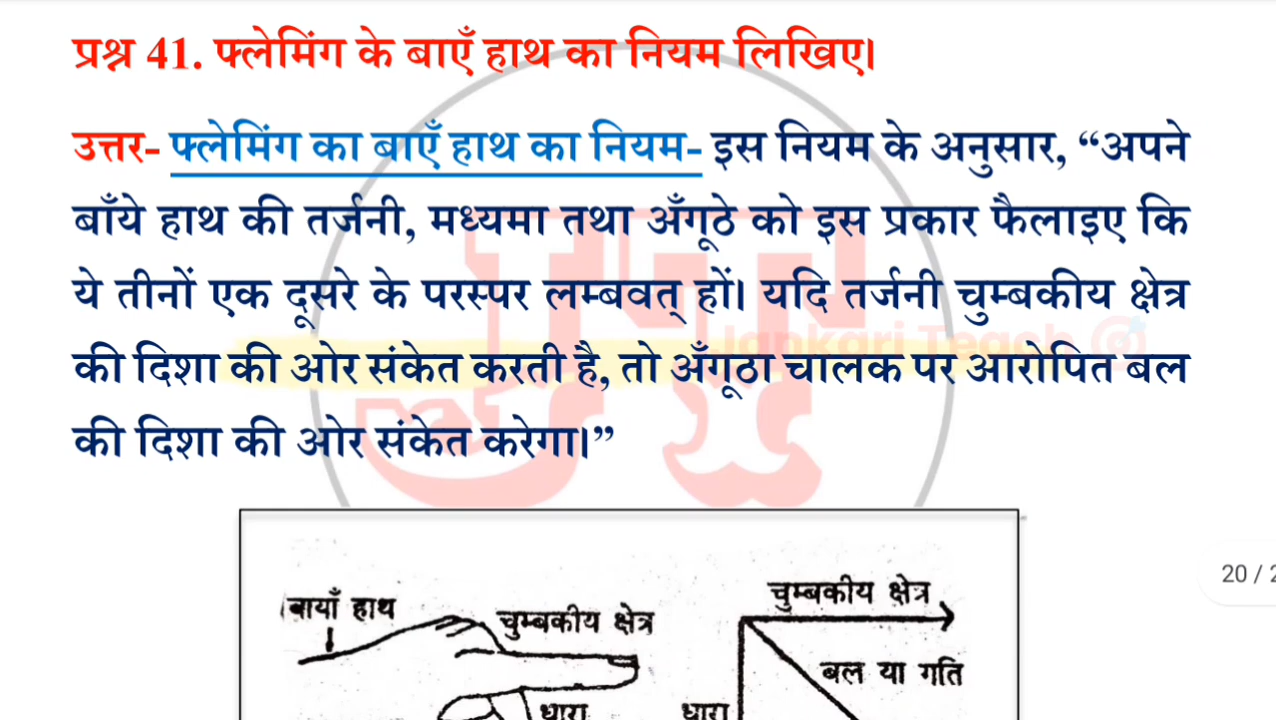 प्रश्न 41. फ्लेमिंग के बाएँ हाथ का नियम लिखिए।
उत्तर- फ्लेमिंग का बाएँ हाथ का नियम- इस नियम के अनुसार, “अपने
बाँये हाथ की तर्जनी, मध्यमा तथा अँगूठे को इस प्रकार फैलाइए कि
ये तीनों एक दूसरे के परस्पर लम्बवत् हों। यदि तर्जनी चुम्बकीय क्षेत्र
Jankari Teach
की दिशा की ओर संकेत करती है, तो अँगूठा चालक पर आरोपित बल
की दिशा की ओर संकेत करेगा।”
20 / 2
चुम्बकीय क्षेत्र
बायाँ हाथ
चुम्बकीय क्षेत्र
बल या गति
धारा
धारा